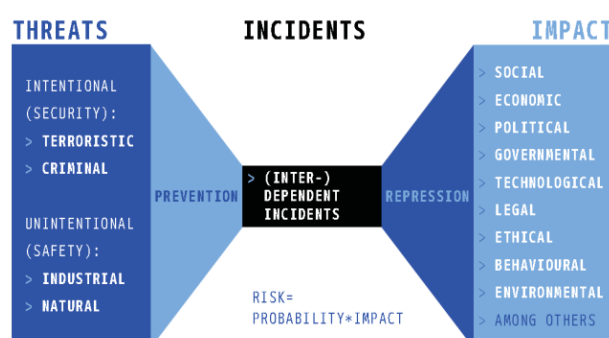 THREATS
INTENTIONAL
(SECURITY):
> TERRORISTIC
> CRIMINAL
UNINTENTIONAL
(SAFETY):
> INDUSTRIAL
> NATURAL
PREVENTION
INCIDENTS
> (INTER-)
DEPENDENT
INCIDENTS
RISK=
PROBABILITY*IMPACT
REPRESSION
IMPACT
> SOCIAL
> ECONOMIC
> POLITICAL
> GOVERNMENTAL
> TECHNOLOGICAL
> LEGAL
> ETHICAL
> BEHAVIOURAL
> ENVIRONMENTAL
> AMONG OTHERS